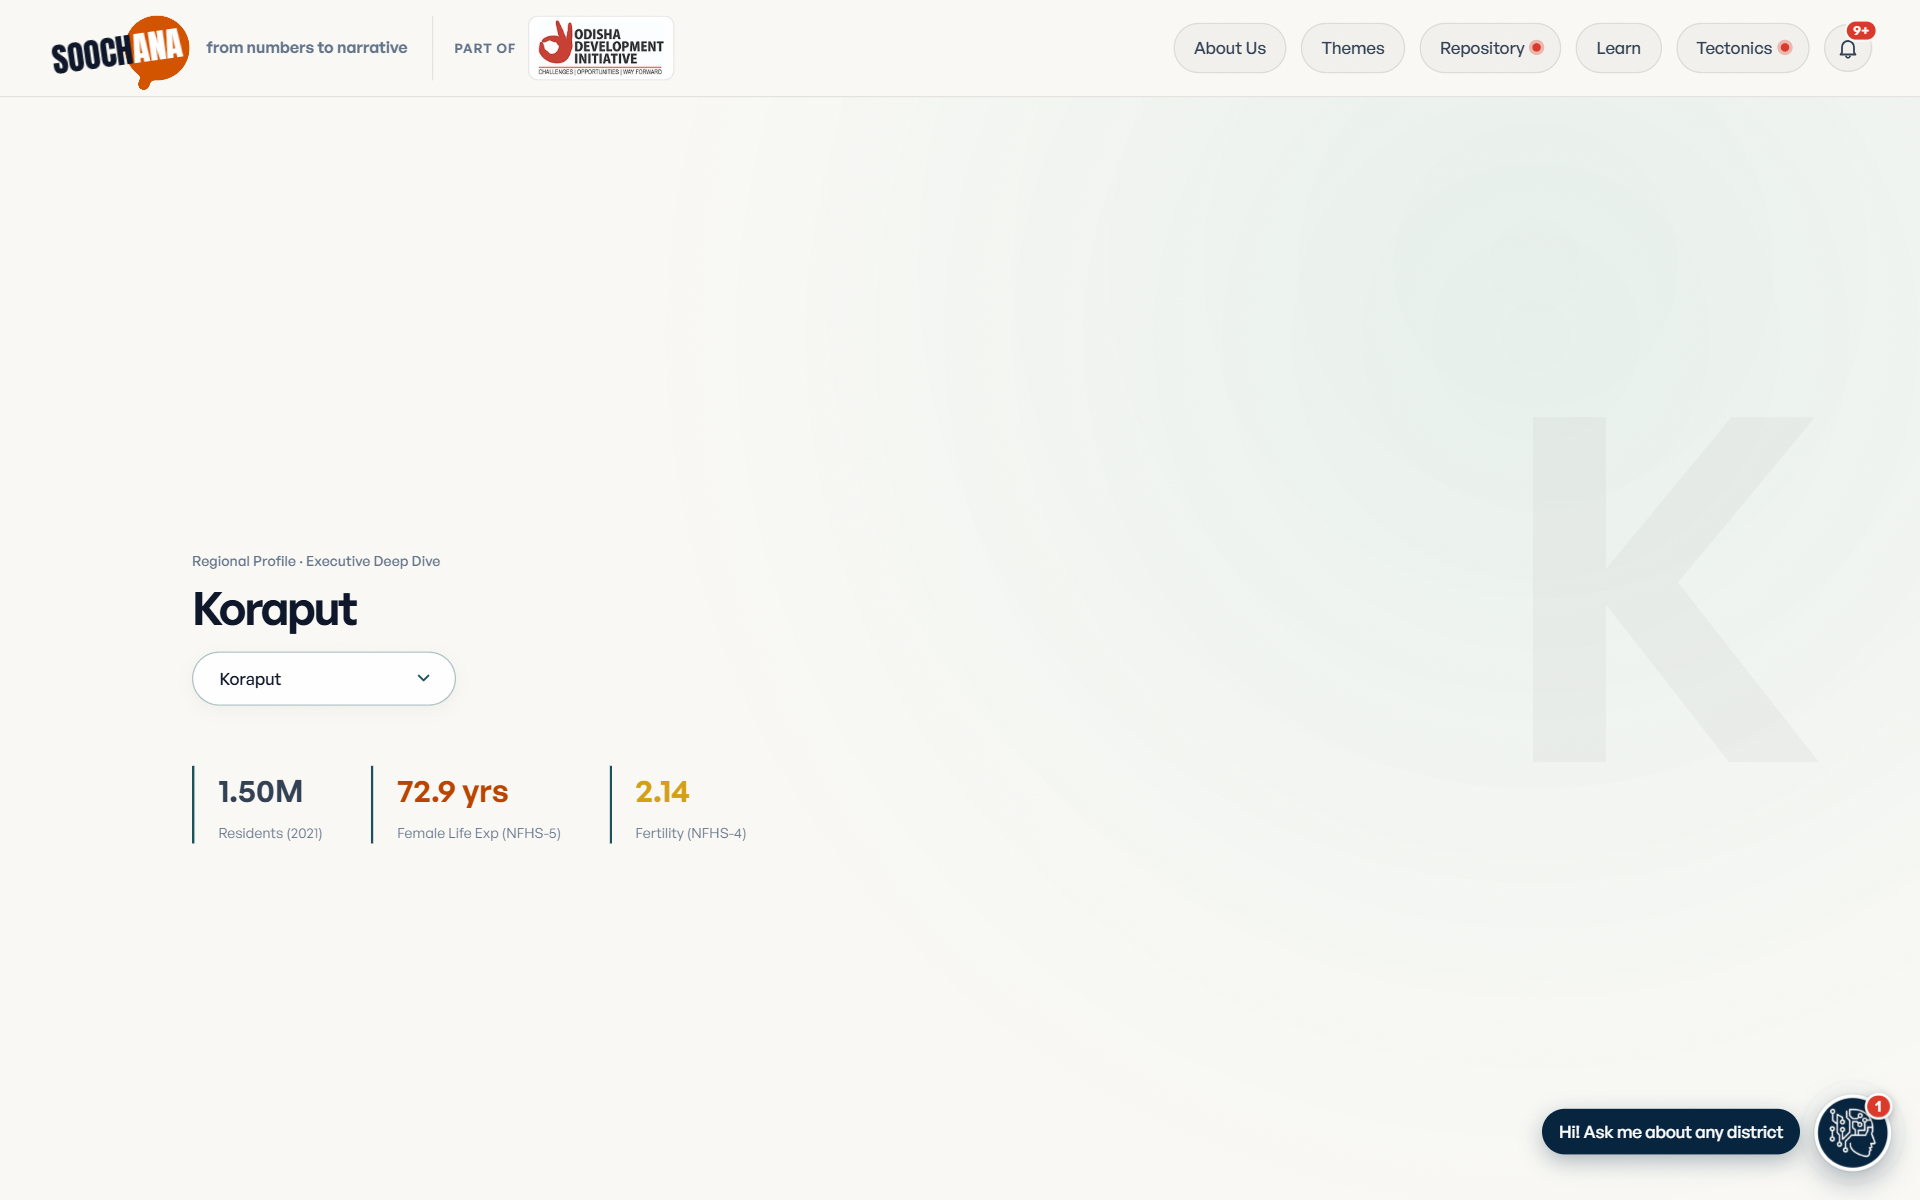 SOOCHANA
from numbers to narrative
PART OF
ODISHA
DEVELOPMENT
INITIATIVE
CHALLENGES | OPPORTUNITIES | WAY FORWARD
About Us
Themes
Repository
Learn
Tectonics
9+
K
Regional Profile · Executive Deep Dive
Koraput
Koraput
1.50M
Residents (2021)
72.9 yrs
Female Life Exp (NFHS-5)
2.14
Fertility (NFHS-4)
Hi! Ask me about any district
1